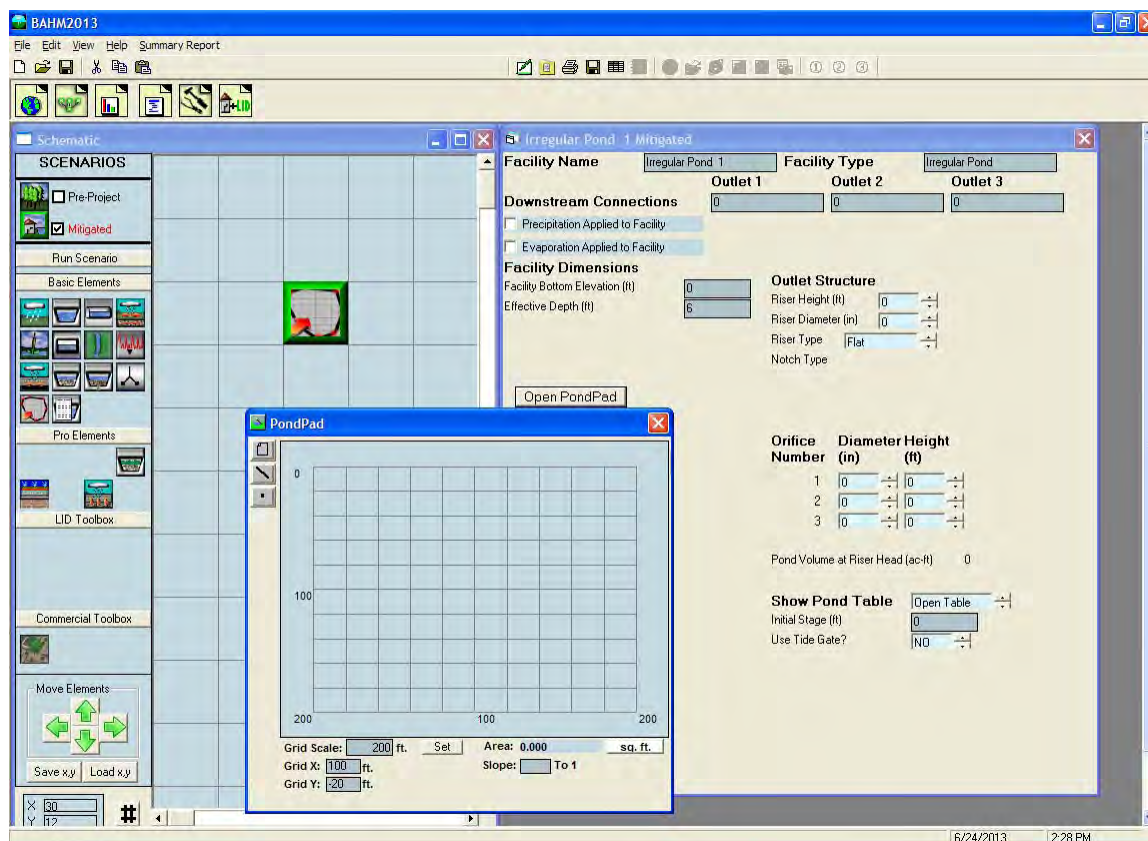 BAHM2013
File Edit View Help Summary Report
+LID
Schematic
SCENARIOS
Pre-Project
Mitigated
Run Scenario
Basic Elements
Pro Elements
LID Toolbox
Commercial Toolbox
Move Elements
Save x,y Load x,y
X 30
Y 12
#
Irregular Pond 1 Mitigated
Facility Name Irregular Pond 1 Facility Type Irregular Pond
Outlet 1 Outlet 2 Outlet 3
Downstream Connections 0 0 0
Precipitation Applied to Facility
Evaporation Applied to Facility
Facility Dimensions
Facility Bottom Elevation (ft) 0
Effective Depth (ft) 6
Outlet Structure
Riser Height (ft) 0
Riser Diameter (in) 0
Riser Type Flat
Notch Type
Open PondPad
Orifice Diameter Height
Number (in) (ft)
1 0 0
2 0 0
3 0 0
Pond Volume at Riser Head (ac-ft) 0
Show Pond Table Open Table
Initial Stage (ft) 0
Use Tide Gate? NO
PondPad
0
100
200 100 200
Grid Scale: 200 ft. Set Area: 0.000 sq. ft.
Grid X: 100 ft. Slope: To 1
Grid Y: -20 ft.
6/24/2013 2:28 PM